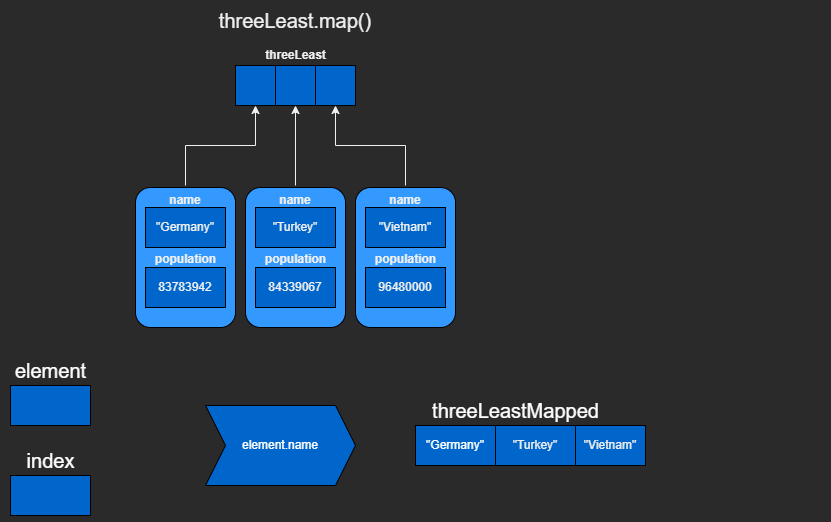 threeLeast.map()
threeLeast
name name name
"Germany" "Turkey" "Vietnam"
population population population
83783942 84339067 96480000
element
threeLeastMapped
element.name
"Germany" "Turkey" "Vietnam"
index